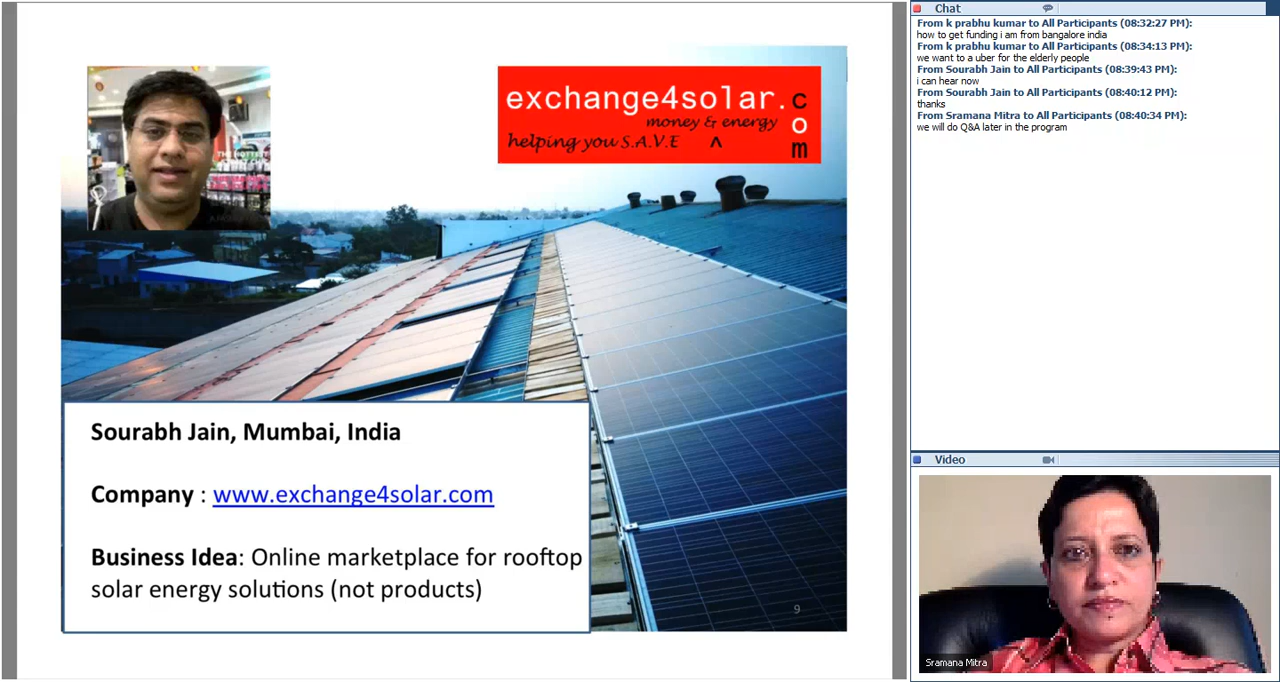 exchange4solar.com
money & energy
helping you S.A.V.E ^
THE HOTTEST
Sourabh Jain, Mumbai, India
Company : www.exchange4solar.com
Business Idea: Online marketplace for rooftop
solar energy solutions (not products)
9
Chat
From k prabhu kumar to All Participants (08:32:27 PM):
how to get funding i am from bangalore india
From k prabhu kumar to All Participants (08:34:13 PM):
we want to a uber for the elderly people
From Sourabh Jain to All Participants (08:39:43 PM):
i can hear now
From Sourabh Jain to All Participants (08:40:12 PM):
thanks
From Sramana Mitra to All Participants (08:40:34 PM):
we will do Q&A later in the program
Video
Sramana Mitra